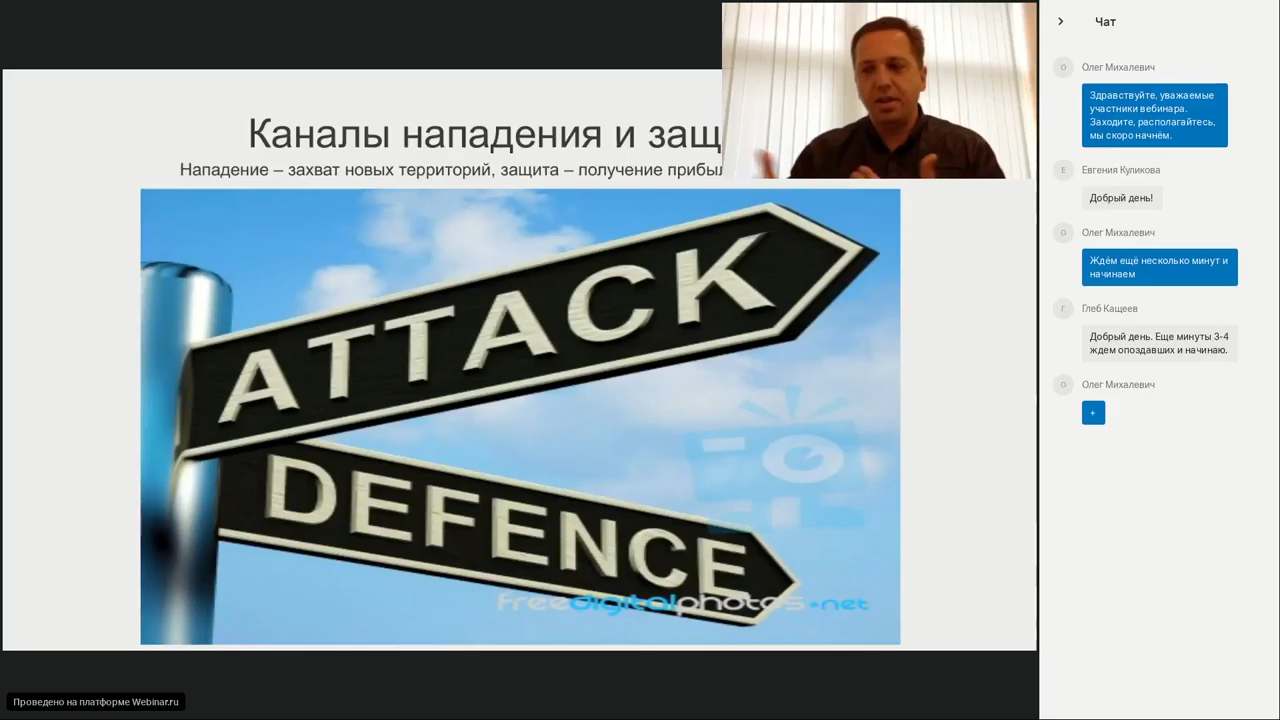 Каналы нападения и защ
Нападение – захват новых территорий, защита – получение прибыл
ATTACK
DEFENCE
freedigitalphotos.net
Проведено на платформе Webinar.ru
Чат
О
Олег Михалевич
Здравствуйте, уважаемые
участники вебинара.
Заходите, располагайтесь,
мы скоро начнём.
Е
Евгения Куликова
Добрый день!
О
Олег Михалевич
Ждём ещё несколько минут и
начинаем
Г
Глеб Кащеев
Добрый день. Еще минуты 3-4
ждем опоздавших и начинаю.
О
Олег Михалевич
+